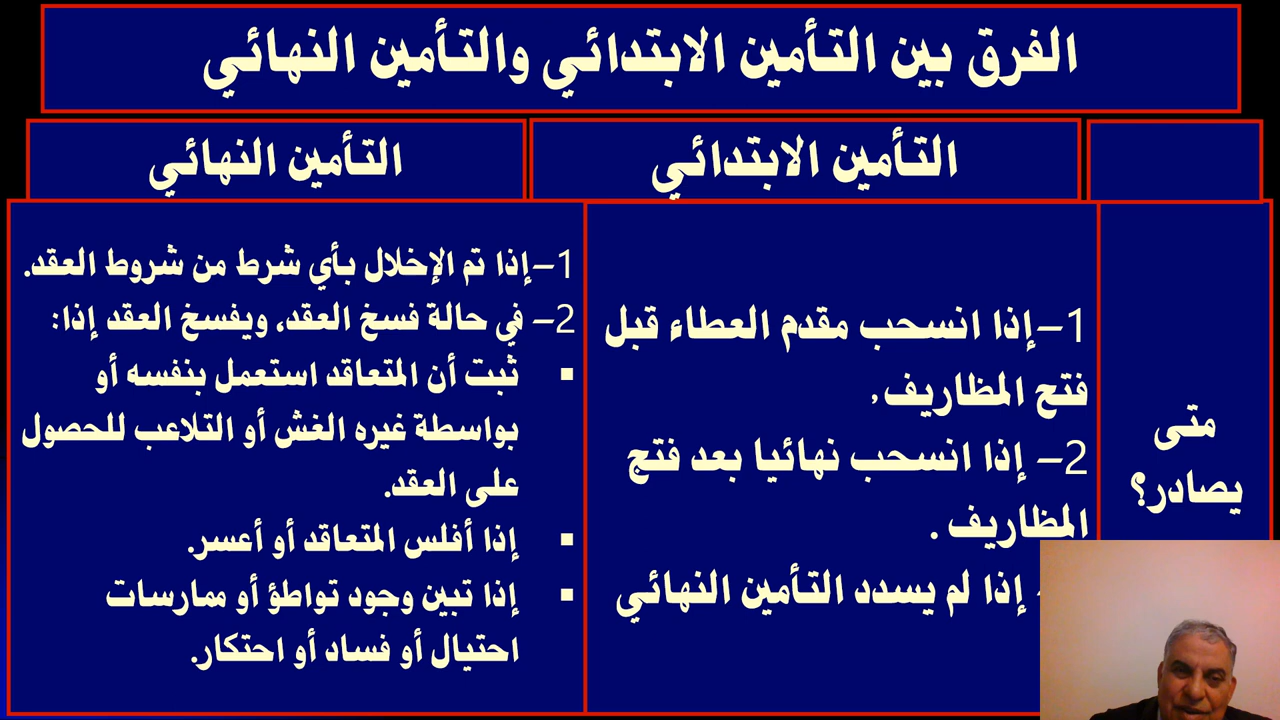 الفرق بين التأمين الابتدائي والتأمين النهائي
التأمين الابتدائي
التأمين النهائي
متى
يصادر؟
1–إذا انسحب مقدم العطاء قبل
فتح المظاريف,
2– إذا انسحب نهائيا بعد فتح
المظاريف .
إذا لم يسدد التأمين النهائي
1–إذا تم الإخلال بأي شرط من شروط العقد.
2– في حالة فسخ العقد، ويفسخ العقد إذا:
▪ ثبت أن المتعاقد استعمل بنفسه أو
بواسطة غيره الغش أو التلاعب للحصول
على العقد.
▪ إذا أفلس المتعاقد أو أعسر.
▪ إذا تبين وجود تواطؤ أو ممارسات
احتيال أو فساد أو احتكار.